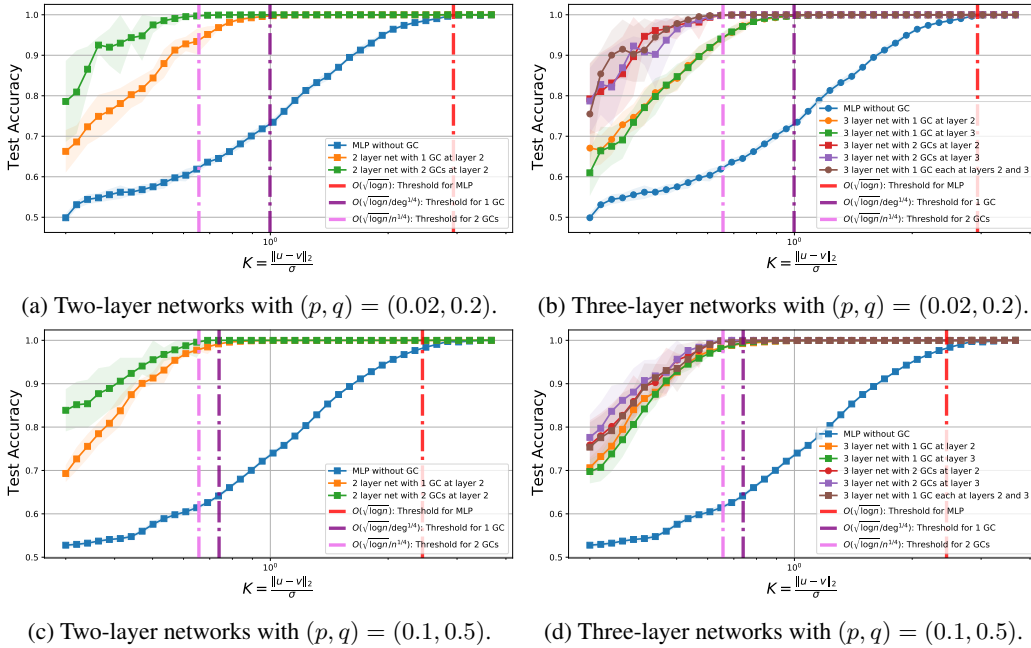 1.0
0.9
0.8
0.7
0.6
0.5
Test Accuracy
MLP without GC
2 layer net with 1 GC at layer 2
2 layer net with 2 GCs at layer 2
O(√logn): Threshold for MLP
O(√logn/deg^{1/4}): Threshold for 1 GC
O(√logn/n^{1/4}): Threshold for 2 GCs
10⁰
K = ‖u − v‖₂ / σ
(a) Two-layer networks with (p, q) = (0.02, 0.2).
1.0
0.9
0.8
0.7
0.6
0.5
Test Accuracy
MLP without GC
3 layer net with 1 GC at layer 2
3 layer net with 1 GC at layer 3
3 layer net with 2 GCs at layer 2
3 layer net with 2 GCs at layer 3
3 layer net with 1 GC each at layers 2 and 3
O(√logn): Threshold for MLP
O(√logn/deg^{1/4}): Threshold for 1 GC
O(√logn/n^{1/4}): Threshold for 2 GCs
10⁰
K = ‖u − v‖₂ / σ
(b) Three-layer networks with (p, q) = (0.02, 0.2).
1.0
0.9
0.8
0.7
0.6
0.5
Test Accuracy
MLP without GC
2 layer net with 1 GC at layer 2
2 layer net with 2 GCs at layer 2
O(√logn): Threshold for MLP
O(√logn/deg^{1/4}): Threshold for 1 GC
O(√logn/n^{1/4}): Threshold for 2 GCs
10⁰
K = ‖u − v‖₂ / σ
(c) Two-layer networks with (p, q) = (0.1, 0.5).
1.0
0.9
0.8
0.7
0.6
0.5
Test Accuracy
MLP without GC
3 layer net with 1 GC at layer 2
3 layer net with 1 GC at layer 3
3 layer net with 2 GCs at layer 2
3 layer net with 2 GCs at layer 3
3 layer net with 1 GC each at layers 2 and 3
O(√logn): Threshold for MLP
O(√logn/deg^{1/4}): Threshold for 1 GC
O(√logn/n^{1/4}): Threshold for 2 GCs
10⁰
K = ‖u − v‖₂ / σ
(d) Three-layer networks with (p, q) = (0.1, 0.5).